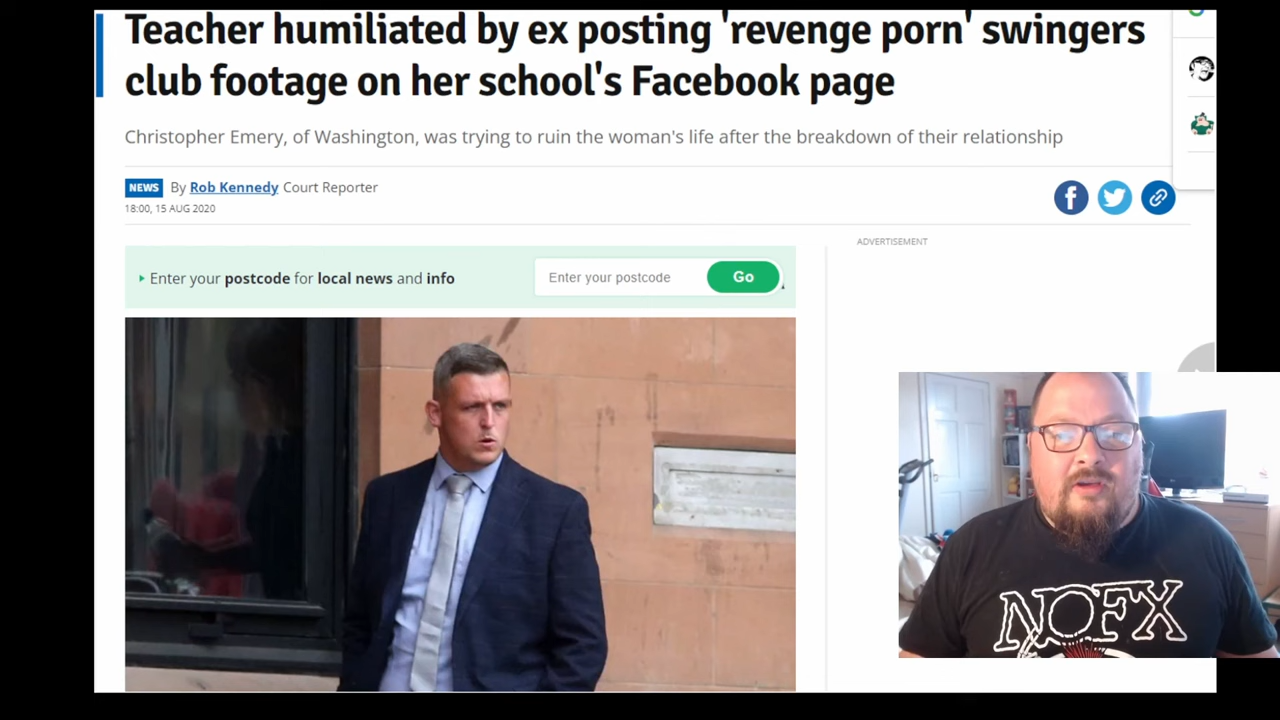 Teacher humiliated by ex posting 'revenge porn' swingers
club footage on her school's Facebook page
Christopher Emery, of Washington, was trying to ruin the woman's life after the breakdown of their relationship
NEWS By Rob Kennedy Court Reporter
18:00, 15 AUG 2020
ADVERTISEMENT
Enter your postcode for local news and info
Enter your postcode
Go
NOFX